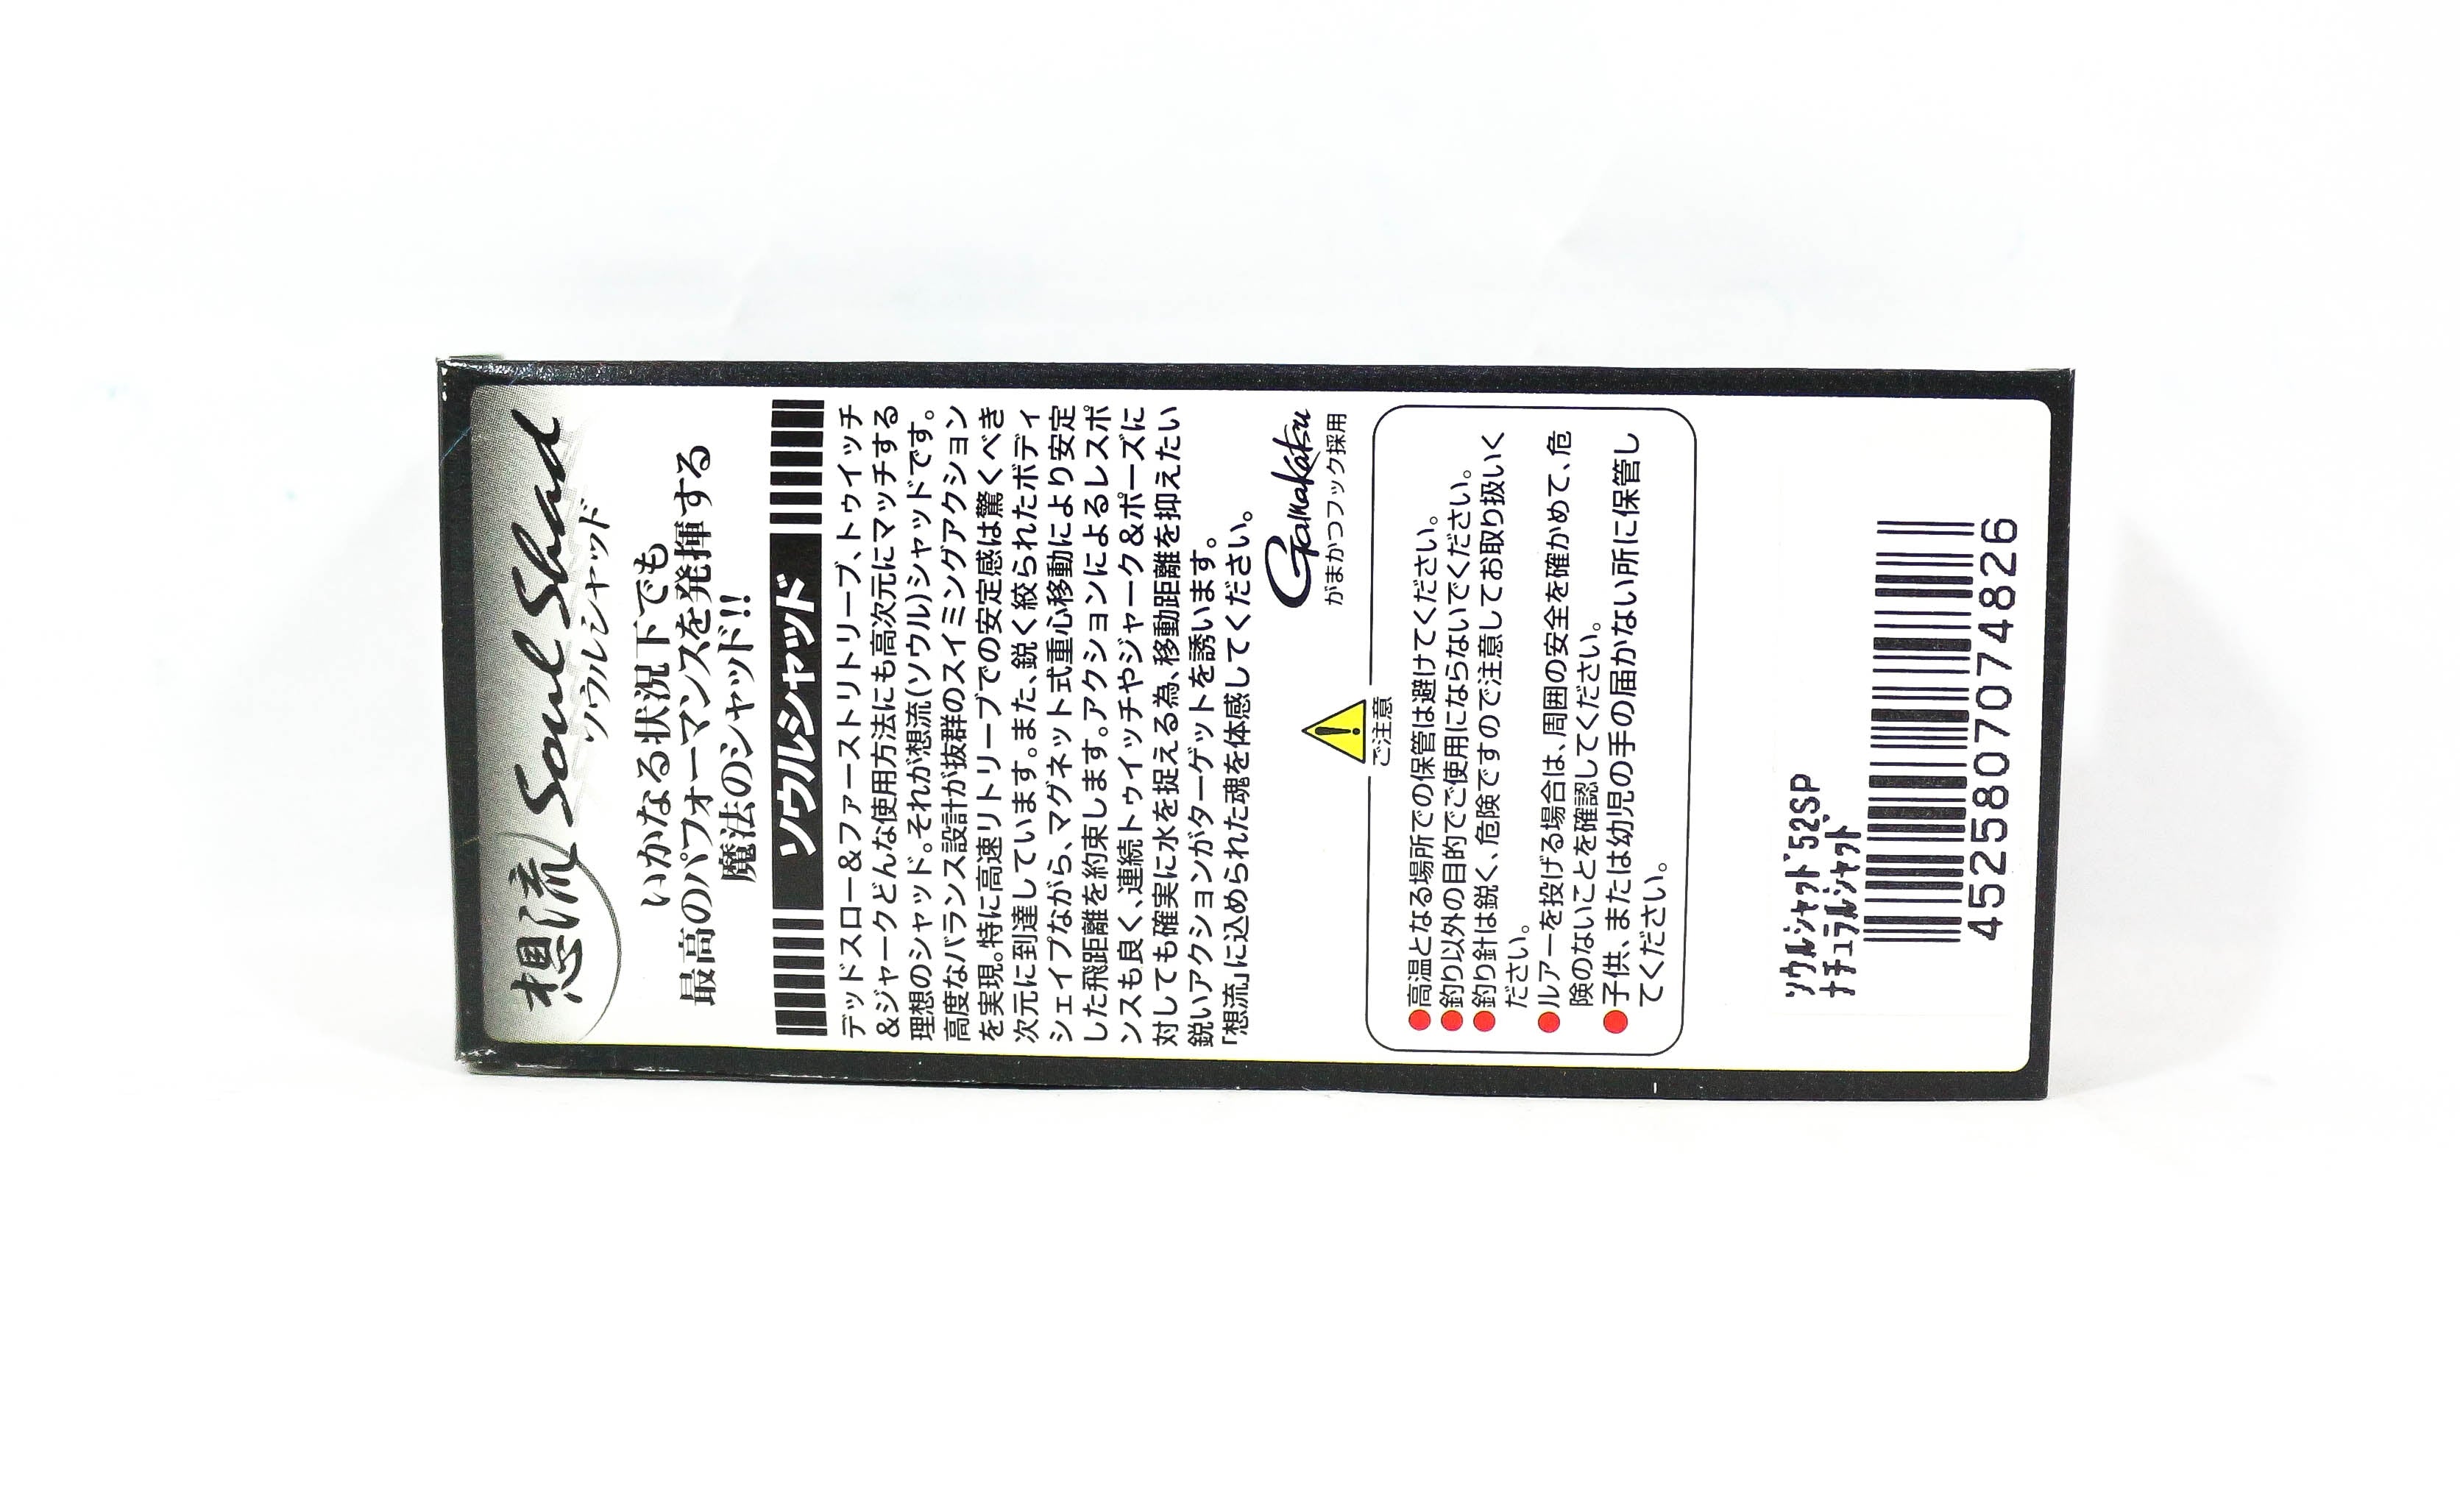 想流 Soul Shad
ソウルシャッド
いかなる状況下でも
最高のパフォーマンスを発揮する
魔法のシャッド!!
ソウルシャッド
デッドスロー＆ファーストリトリーブ、トゥイッチ
＆ジャークどんな使用方法にも高次元にマッチする
理想のシャッド。それが想流(ソウル)シャッドです。
高度なバランス設計が抜群のスイミングアクション
を実現。特に高速リトリーブでの安定感は驚くべき
次元に到達しています。また、鋭く絞られたボディ
シェイプながら、マグネット式重心移動により安定
した飛距離を約束します。アクションによるレスポ
ンスも良く、連続トゥイッチやジャーク＆ポーズに
対しても確実に水を捉える為、移動距離を抑えたい
鋭いアクションがターゲットを誘います。
「想流」に込められた魂を体感してください。
Gamakatsu
がまかつフック採用
ご注意
●高温となる場所での保管は避けてください。
●釣り以外の目的でご使用にならないでください。
●釣り針は鋭く、危険ですので注意してお取り扱いく
ださい。
●ルアーを投げる場合は、周囲の安全を確かめて、危
険のないことを確認してください。
●子供、または幼児の手の届かない所に保管し
てください。
ｿｳﾙｼｬｯﾄﾞ52SP
ﾅﾁｭﾗﾙｼｬｯﾄﾞ
4525807074826